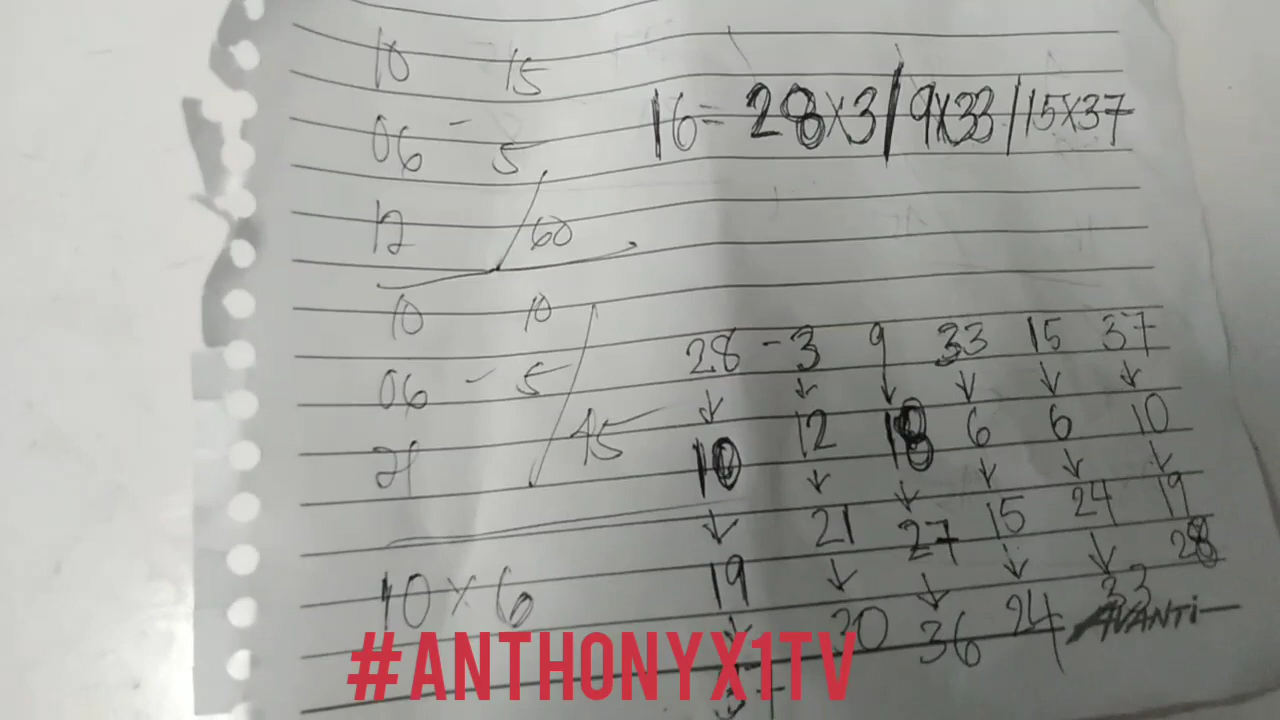 10 15
16 = 28x3 / 9x33 / 15x37
06 - 5
12 / 60
10 10
28 - 3 9 33 15 37
06 - 5
45
10 12 18 6 6 10
21 27 15 24 19
10 x 6
19 30 36 24 33 28
AVANTI
#ANTHONYX1TV